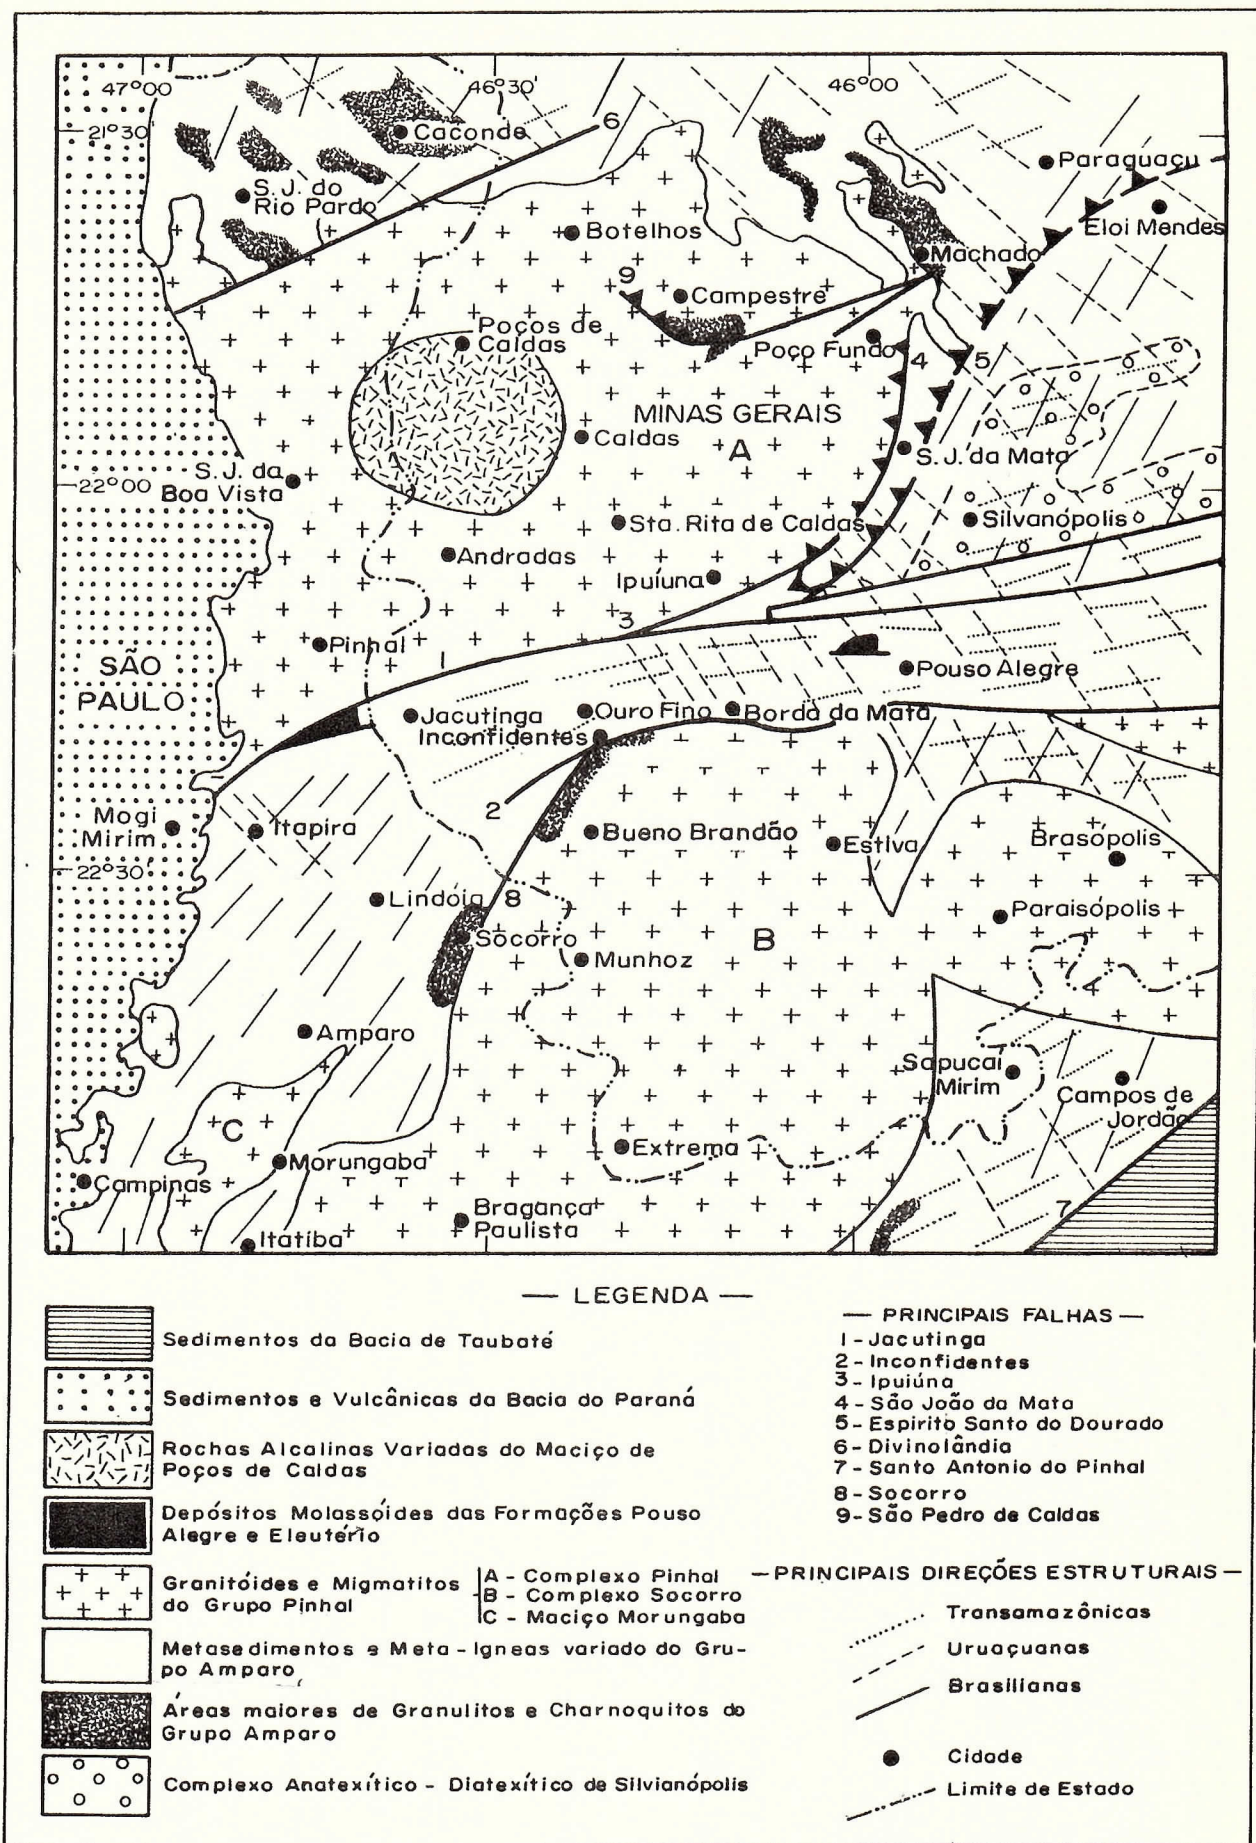 47°00'
46°30'
46°00'
21°30'
Caconde
6
Paraguaçu
S. J. do
Rio Pardo
Eloi Mendes
Botelhos
Machado
9
Campestre
Poços de
Caldas
Poço Fundo
4
5
MINAS GERAIS
A
Caldas
S.J. da Mata
S.J. da
Boa Vista
22°00'
Sta. Rita de Caldas
Silvanópolis
Andradas
Ipuíuna
3
Pinhal
1
SÃO
PAULO
Pouso Alegre
Jacutinga
Ouro Fino
Borda da Mata
Inconfidentes
2
Mogi
Mirim
Itapira
Bueno Brandão
Estiva
Brasópolis
22°30'
Lindóia
8
Paraisópolis
Socorro
B
Munhoz
Amparo
Sapucaí
Mirim
Campos de
Jordão
C
Extrema
Morungaba
Campinas
7
Bragança
Paulista
Itatiba
— LEGENDA —
Sedimentos da Bacia de Taubaté
Sedimentos e Vulcânicas da Bacia do Paraná
Rochas Alcalinas Variadas do Maciço de
Poços de Caldas
Depósitos Molassóides das Formações Pouso
Alegre e Eleutério
Granitóides e Migmatitos
do Grupo Pinhal
A - Complexo Pinhal
B - Complexo Socorro
C - Maciço Morungaba
Metasedimentos e Meta-Igneas variado do Gru-
po Amparo
Áreas maiores de Granulitos e Charnoquitos do
Grupo Amparo
Complexo Anatexítico - Diatexítico de Silvianópolis
— PRINCIPAIS FALHAS —
1 - Jacutinga
2 - Inconfidentes
3 - Ipuiúna
4 - São João da Mata
5 - Espirito Santo do Dourado
6 - Divinolândia
7 - Santo Antonio do Pinhal
8 - Socorro
9 - São Pedro de Caldas
— PRINCIPAIS DIREÇÕES ESTRUTURAIS —
Transamazônicas
Uruaçuanas
Brasilianas
Cidade
Limite de Estado